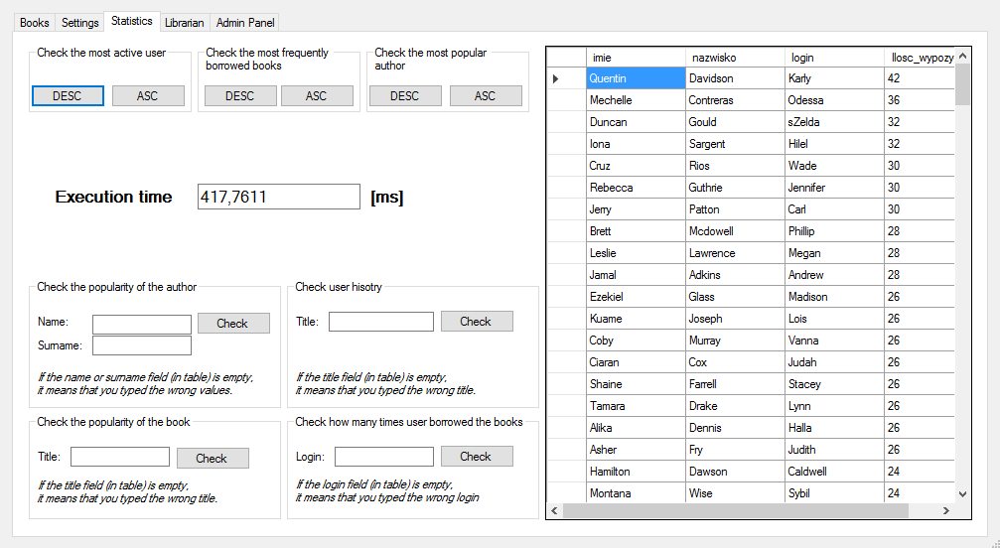 Books Settings Statistics Librarian Admin Panel
Check the most active user
DESC ASC
Check the most frequently
borrowed books
DESC ASC
Check the most popular
author
DESC ASC
Execution time 417,7611 [ms]
Check the popularity of the author
Name: Check
Surname:
If the name or surname field (in table) is empty,
it means that you typed the wrong values.
Check user hisotry
Title: Check
If the title field (in table) is empty,
it means that you typed the wrong title.
Check the popularity of the book
Title: Check
If the title field (in table) is empty,
it means that you typed the wrong title.
Check how many times user borrowed the books
Login: Check
If the login field (in table) is empty,
it means that you typed the wrong login
imie nazwisko login Ilosc_wypozy
Quentin Davidson Karly 42
Mechelle Contreras Odessa 36
Duncan Gould sZelda 32
Iona Sargent Hilel 32
Cruz Rios Wade 30
Rebecca Guthrie Jennifer 30
Jerry Patton Carl 30
Brett Mcdowell Phillip 28
Leslie Lawrence Megan 28
Jamal Adkins Andrew 28
Ezekiel Glass Madison 26
Kuame Joseph Lois 26
Coby Murray Vanna 26
Ciaran Cox Judah 26
Shaine Farrell Stacey 26
Tamara Drake Lynn 26
Alika Dennis Halla 26
Asher Fry Judith 26
Hamilton Dawson Caldwell 24
Montana Wise Sybil 24